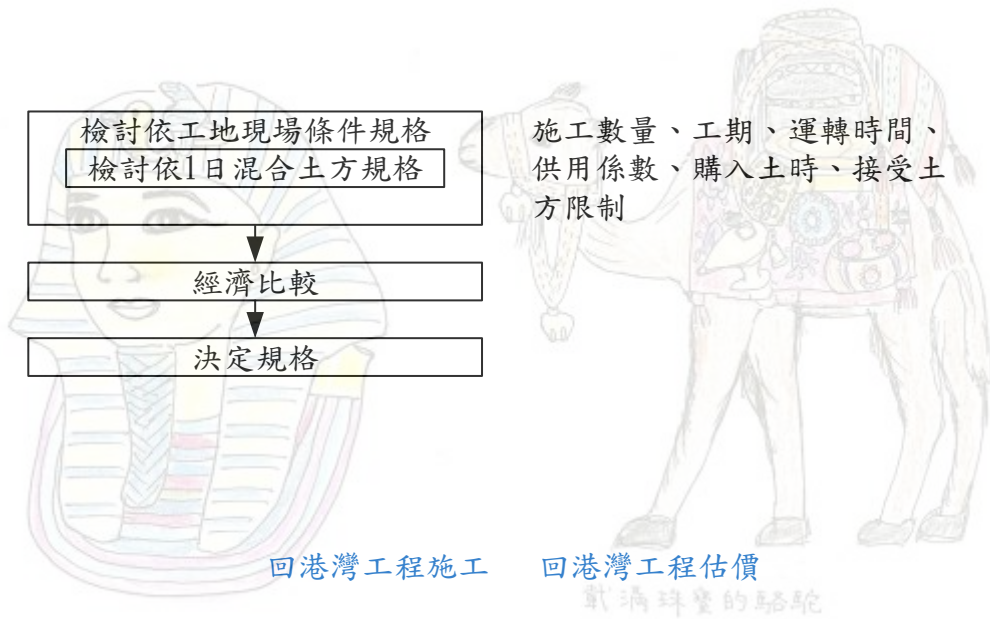 檢討依工地現場條件規格
檢討依1日混合土方規格
施工數量、工期、運轉時間、
供用係數、購入土時、接受土
方限制
經濟比較
決定規格
回港灣工程施工
回港灣工程估價
戴滿珠寶的駱駝